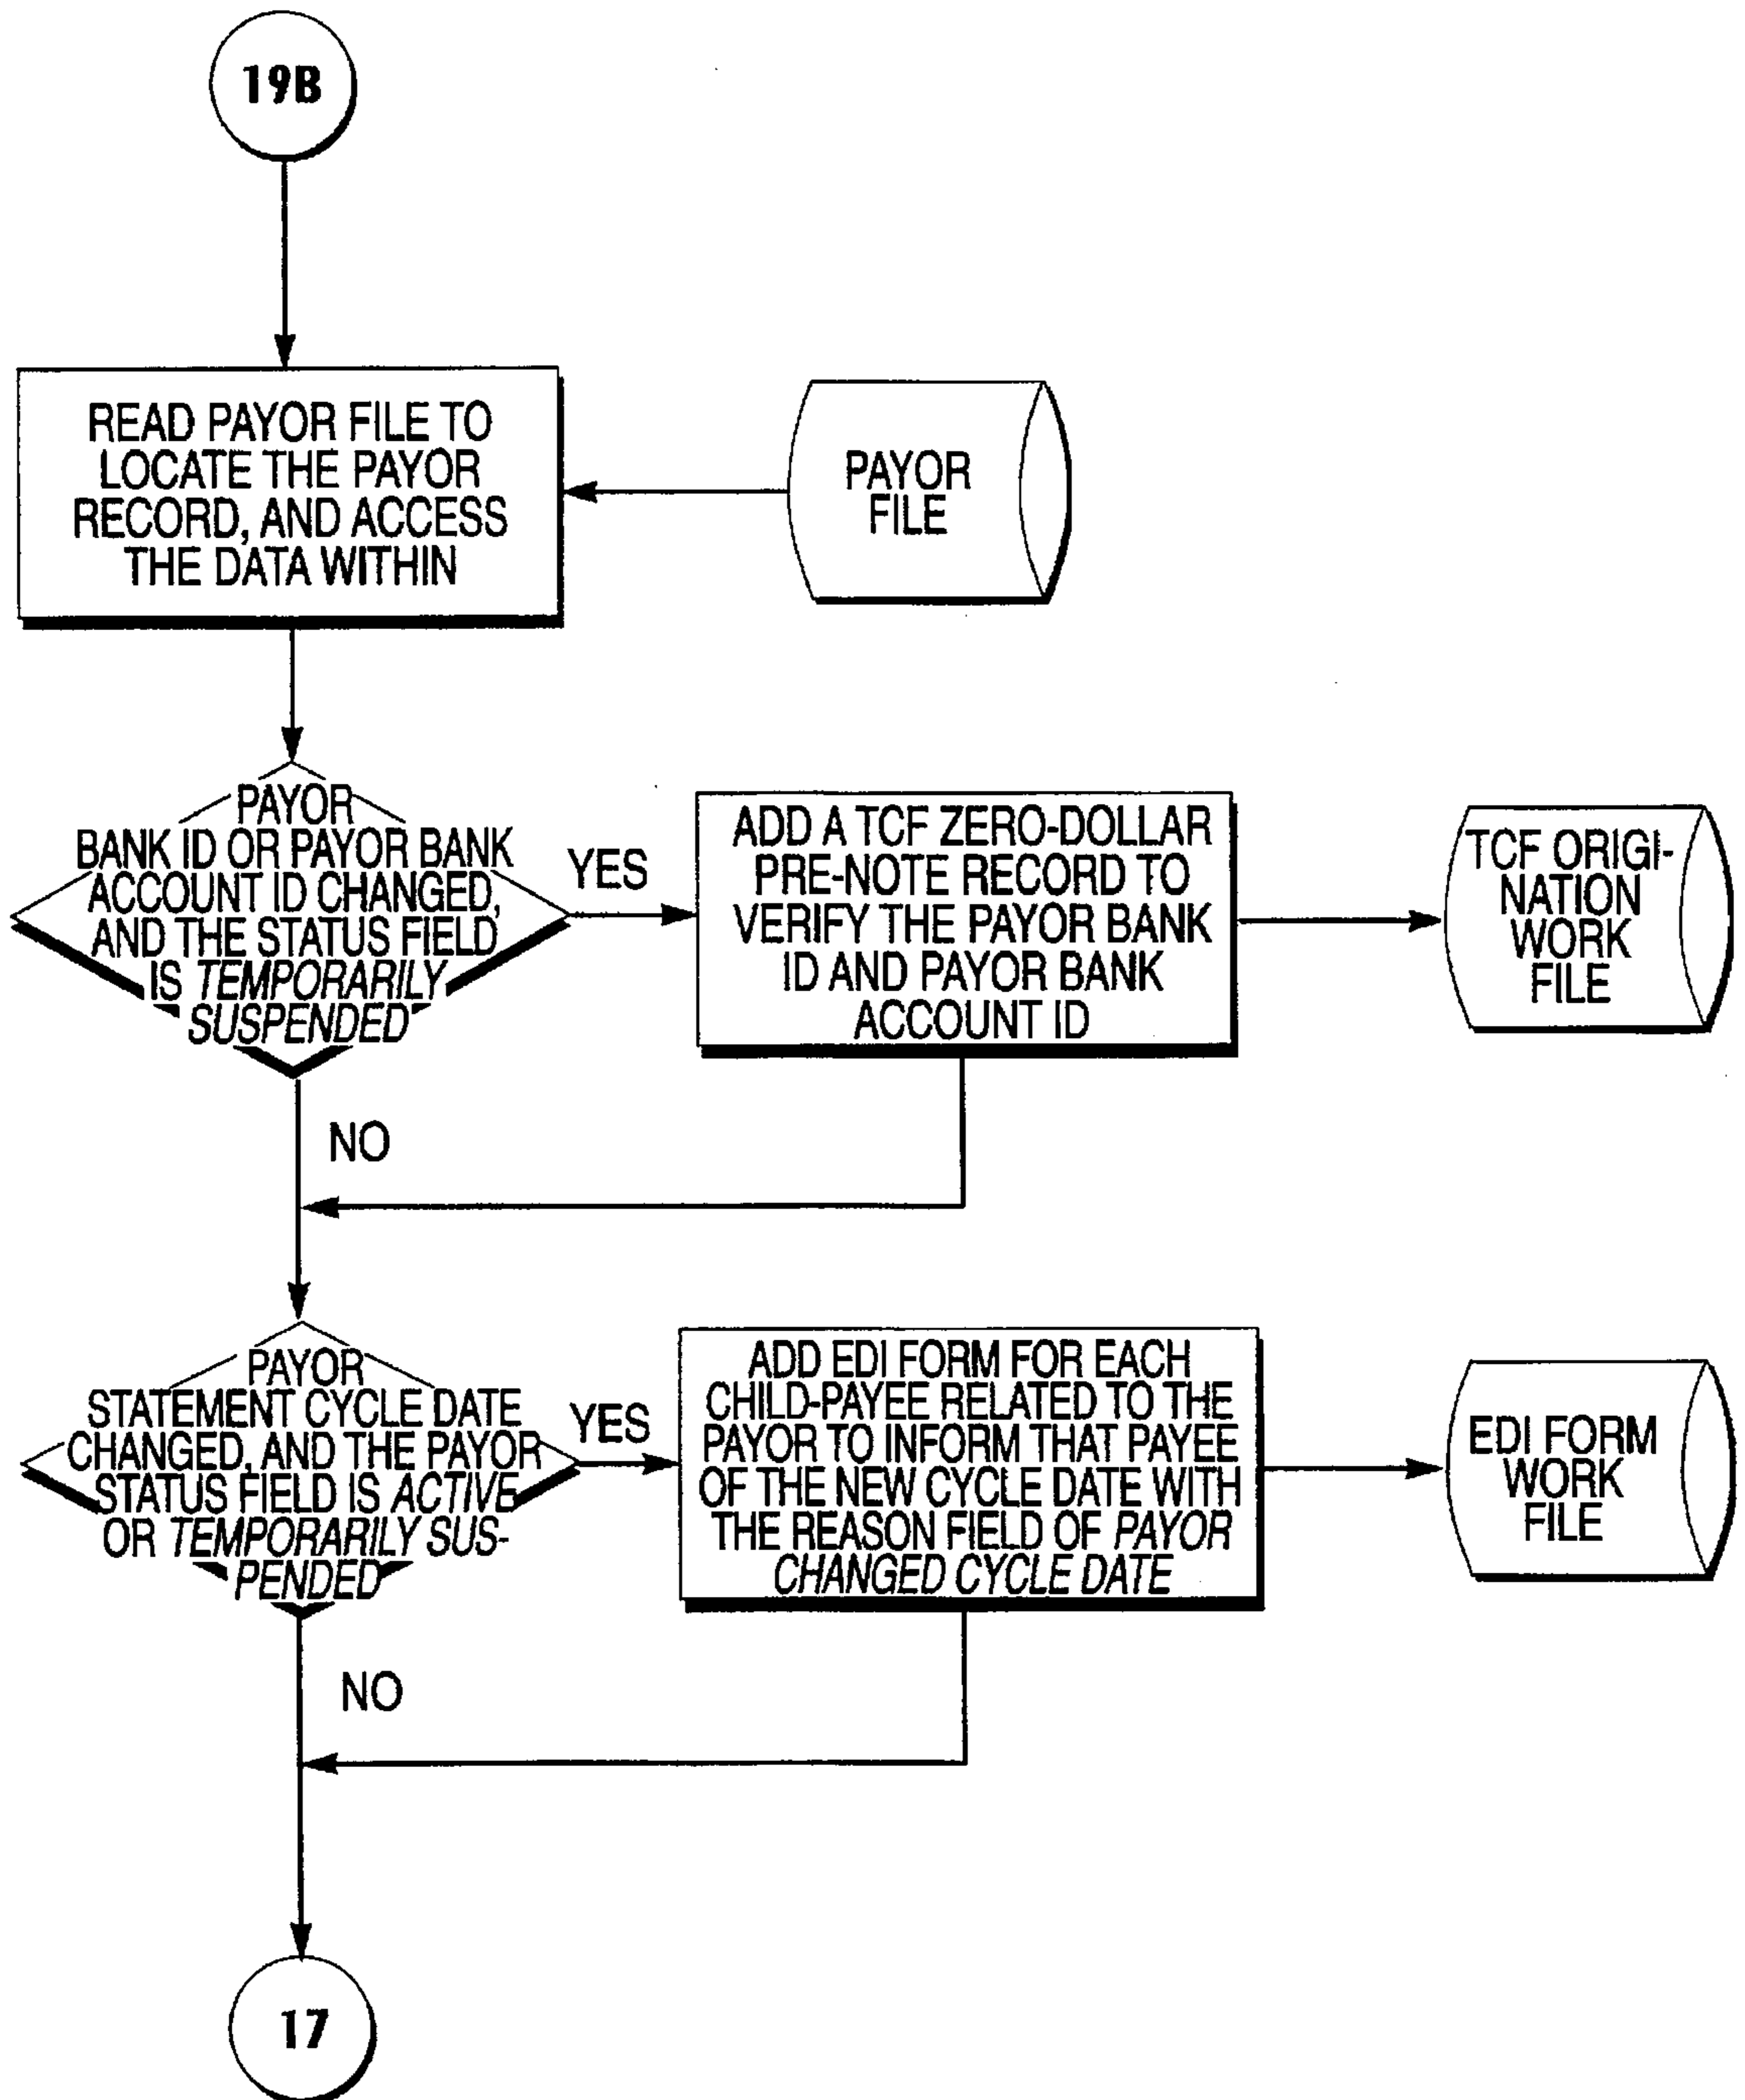 19B
READ PAYOR FILE TO
LOCATE THE PAYOR
RECORD, AND ACCESS
THE DATA WITHIN
PAYOR
FILE
PAYOR
BANK ID OR PAYOR BANK
ACCOUNT ID CHANGED,
AND THE STATUS FIELD
IS TEMPORARILY
SUSPENDED
YES
ADD A TCF ZERO-DOLLAR
PRE-NOTE RECORD TO
VERIFY THE PAYOR BANK
ID AND PAYOR BANK
ACCOUNT ID
TCF ORIGI-
NATION
WORK
FILE
NO
PAYOR
STATEMENT CYCLE DATE
CHANGED, AND THE PAYOR
STATUS FIELD IS ACTIVE
OR TEMPORARILY SUS-
PENDED
YES
ADD EDI FORM FOR EACH
CHILD-PAYEE RELATED TO THE
PAYOR TO INFORM THAT PAYEE
OF THE NEW CYCLE DATE WITH
THE REASON FIELD OF PAYOR
CHANGED CYCLE DATE
EDI FORM
WORK
FILE
NO
17